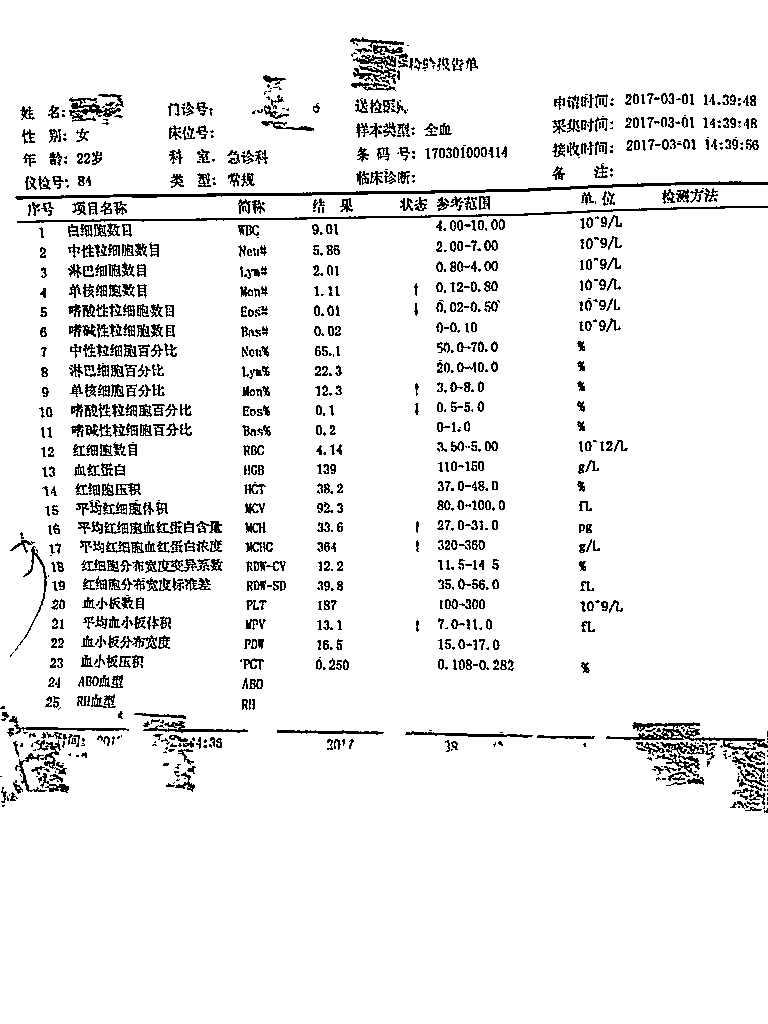 检验报告单
姓 名: 门诊号: 6 送检医 申请时间: 2017-03-01 14:39:48
性 别: 女 床位号: 样本类型: 全血 采集时间: 2017-03-01 14:39:48
年 龄: 22岁 科 室: 急诊科 条 码 号: 170301000414 接收时间: 2017-03-01 14:39:56
仪检号: 84 类 型: 常规 临床诊断: 备 注:
序号 项目名称 简称 结 果 状态 参考范围 单 位 检测方法
1 白细胞数目 WBC 9.01 4.00-10.00 10^9/L
2 中性粒细胞数目 Neu# 5.86 2.00-7.00 10^9/L
3 淋巴细胞数目 Lym# 2.01 0.80-4.00 10^9/L
4 单核细胞数目 Mon# 1.11 ↑ 0.12-0.80 10^9/L
5 嗜酸性粒细胞数目 Eos# 0.01 ↓ 0.02-0.50 10^9/L
6 嗜碱性粒细胞数目 Bas# 0.02 0-0.10 10^9/L
7 中性粒细胞百分比 Neu% 65.1 50.0-70.0 %
8 淋巴细胞百分比 Lym% 22.3 20.0-40.0 %
9 单核细胞百分比 Mon% 12.3 ↑ 3.0-8.0 %
10 嗜酸性粒细胞百分比 Eos% 0.1 ↓ 0.5-5.0 %
11 嗜碱性粒细胞百分比 Bas% 0.2 0-1.0 %
12 红细胞数目 RBC 4.14 3.50-5.00 10^12/L
13 血红蛋白 HGB 139 110-150 g/L
14 红细胞压积 HCT 38.2 37.0-48.0 %
15 平均红细胞体积 MCV 92.3 80.0-100.0 fL
16 平均红细胞血红蛋白含量 MCH 33.6 ↑ 27.0-31.0 pg
17 平均红细胞血红蛋白浓度 MCHC 364 ↑ 320-360 g/L
18 红细胞分布宽度变异系数 RDW-CV 12.2 11.5-14.5 %
19 红细胞分布宽度标准差 RDW-SD 39.8 35.0-56.0 fL
20 血小板数目 PLT 187 100-300 10^9/L
21 平均血小板体积 MPV 13.1 ↑ 7.0-11.0 fL
22 血小板分布宽度 PDW 16.5 15.0-17.0
23 血小板压积 PCT 0.250 0.108-0.282 %
24 ABO血型 ABO
25 RH血型 RH
2017